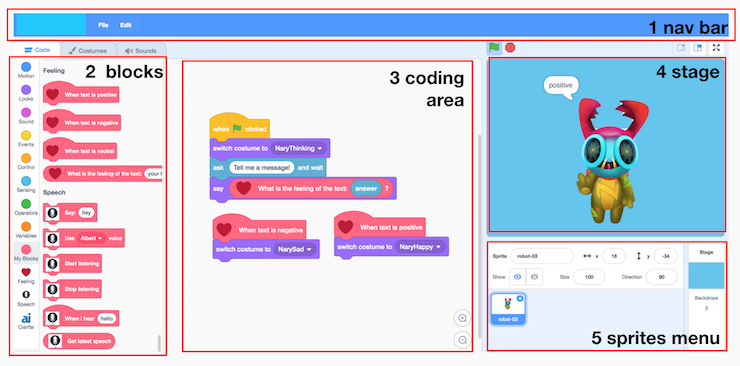 File Edit
1 nav bar
Code Costumes Sounds
2 blocks
Motion
Looks
Sound
Events
Control
Sensing
Operators
Variables
My Blocks
Feeling
Speech
ai
Clarifai
Feeling
When text is positive
When text is negative
When text is neutral
What is the feeling of the text: your t
Speech
Say: hey
Use Albert voice
Start listening
Stop listening
When I hear hello
Get latest speech
3 coding
area
when clicked
switch costume to NaryThinking
ask Tell me a message! and wait
say What is the feeling of the text: answer ?
When text is negative
switch costume to NarySad
When text is positive
switch costume to NaryHappy
4 stage
positive
Sprite robot-03 x 18 y -34
Show Size 100 Direction 90
robot-03
Stage
Backdrops
3
5 sprites menu